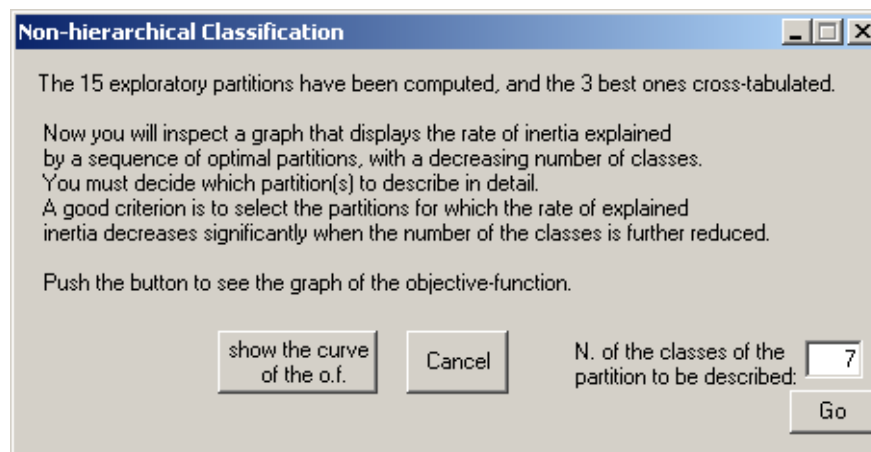 Non-hierarchical Classification
The 15 exploratory partitions have been computed, and the 3 best ones cross-tabulated.
Now you will inspect a graph that displays the rate of inertia explained
by a sequence of optimal partitions, with a decreasing number of classes.
You must decide which partition(s) to describe in detail.
A good criterion is to select the partitions for which the rate of explained
inertia decreases significantly when the number of the classes is further reduced.
Push the button to see the graph of the objective-function.
show the curve
of the o.f.
Cancel
N. of the classes of the
partition to be described:
7
Go